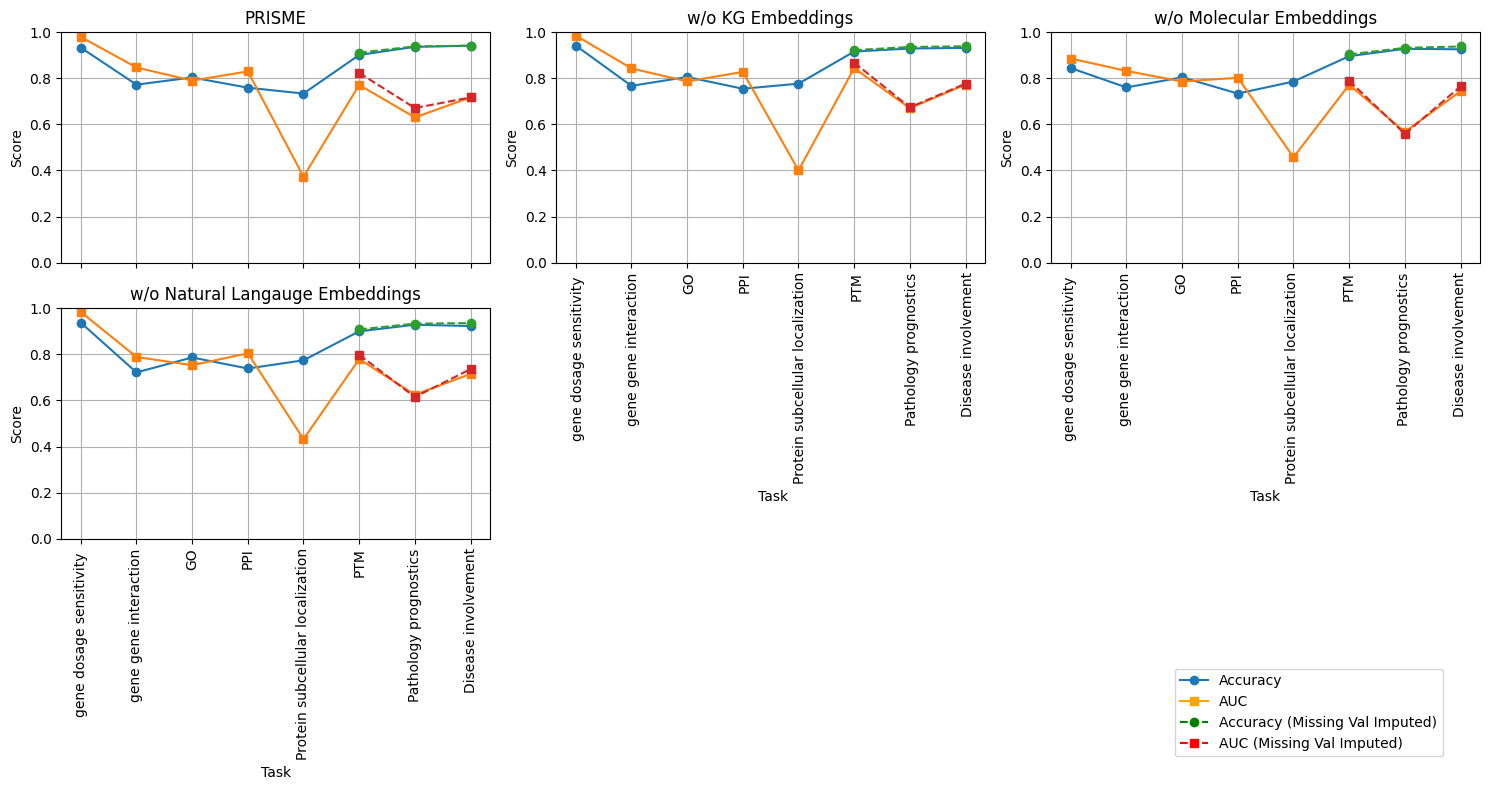 PRISME
1.0
0.8
0.6
0.4
0.2
0.0
Score
w/o KG Embeddings
1.0
0.8
0.6
0.4
0.2
0.0
Score
gene dosage sensitivity
gene gene interaction
GO
PPI
Protein subcellular localization
PTM
Pathology prognostics
Disease involvement
Task
w/o Molecular Embeddings
1.0
0.8
0.6
0.4
0.2
0.0
Score
gene dosage sensitivity
gene gene interaction
GO
PPI
Protein subcellular localization
PTM
Pathology prognostics
Disease involvement
Task
w/o Natural Langauge Embeddings
1.0
0.8
0.6
0.4
0.2
0.0
Score
gene dosage sensitivity
gene gene interaction
GO
PPI
Protein subcellular localization
PTM
Pathology prognostics
Disease involvement
Task
Accuracy
AUC
Accuracy (Missing Val Imputed)
AUC (Missing Val Imputed)